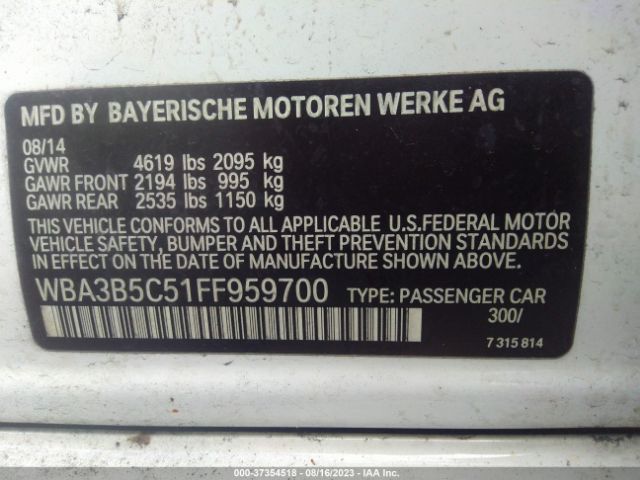 MFD BY BAYERISCHE MOTOREN WERKE AG
08/14
GVWR 4619 lbs 2095 kg
GAWR FRONT 2194 lbs 995 kg
GAWR REAR 2535 lbs 1150 kg
THIS VEHICLE CONFORMS TO ALL APPLICABLE U.S.FEDERAL MOTOR
VEHICLE SAFETY, BUMPER AND THEFT PREVENTION STANDARDS
IN EFFECT ON THE DATE OF MANUFACTURE SHOWN ABOVE.
WBA3B5C51FF959700 TYPE: PASSENGER CAR
300/
7 315 814
000-37354518 - 08/16/2023 - IAA Inc.